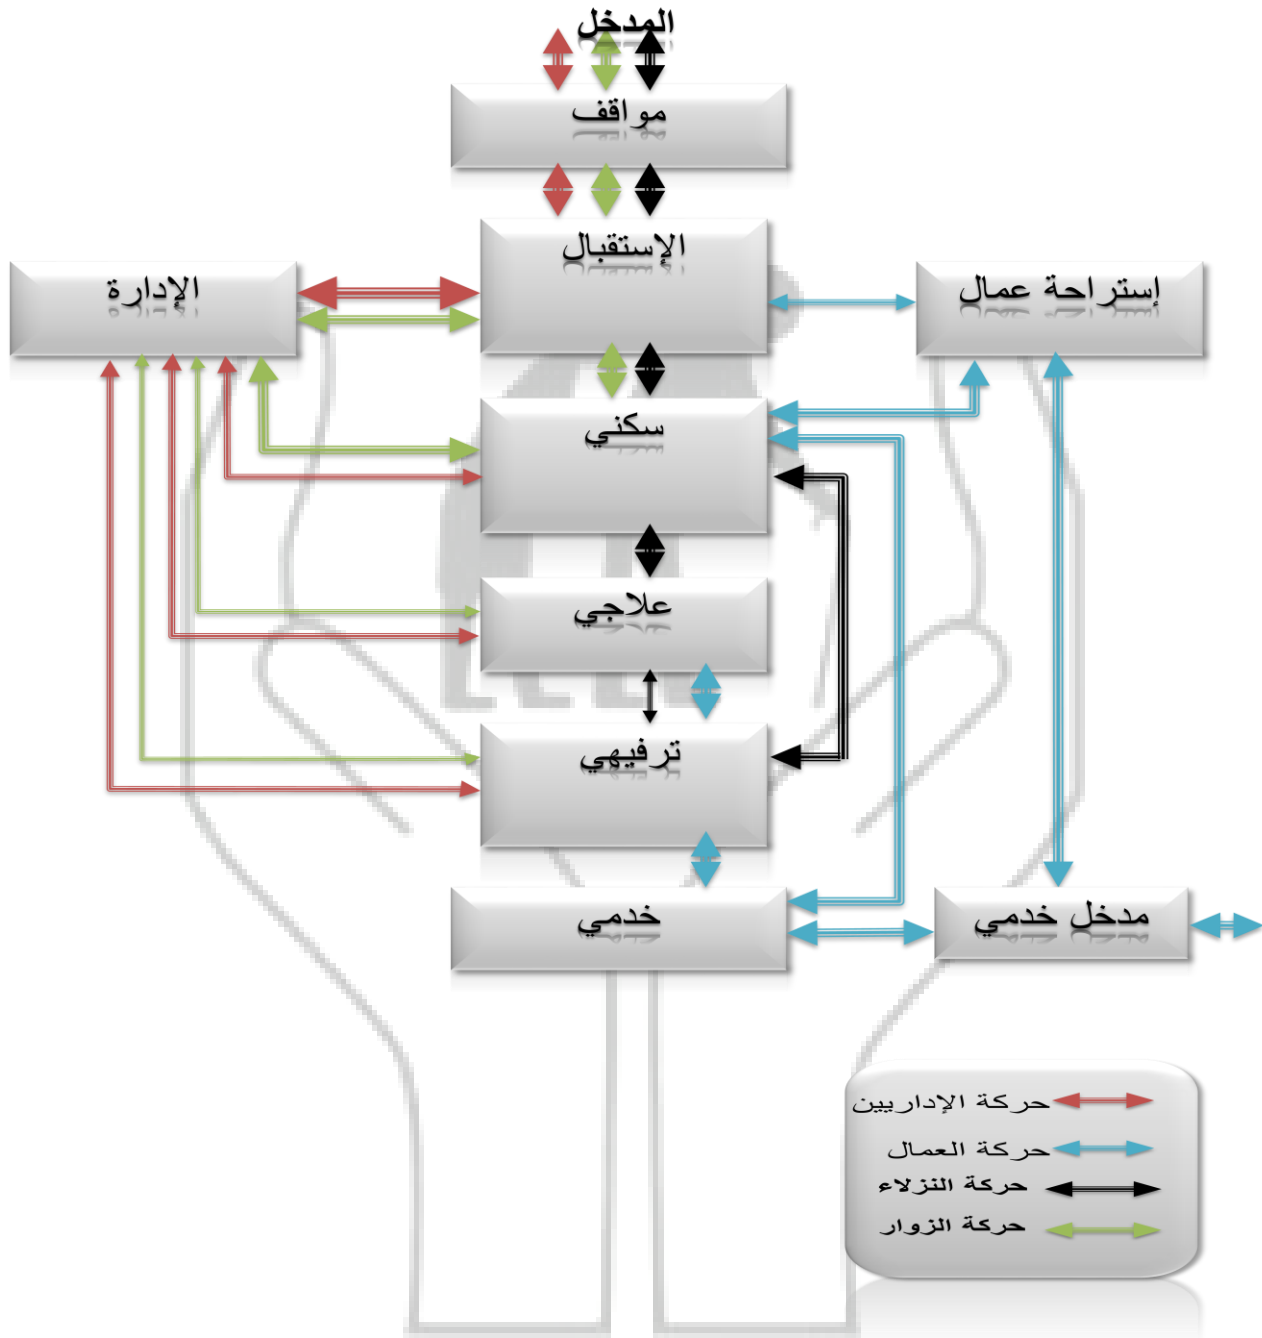 المدخل
مواقف
الإستقبال
الإدارة
إستراحة عمال
سكني
علاجي
ترفيهي
خدمي
مدخل خدمي
حركة الإداريين
حركة العمال
حركة النزلاء
حركة الزوار